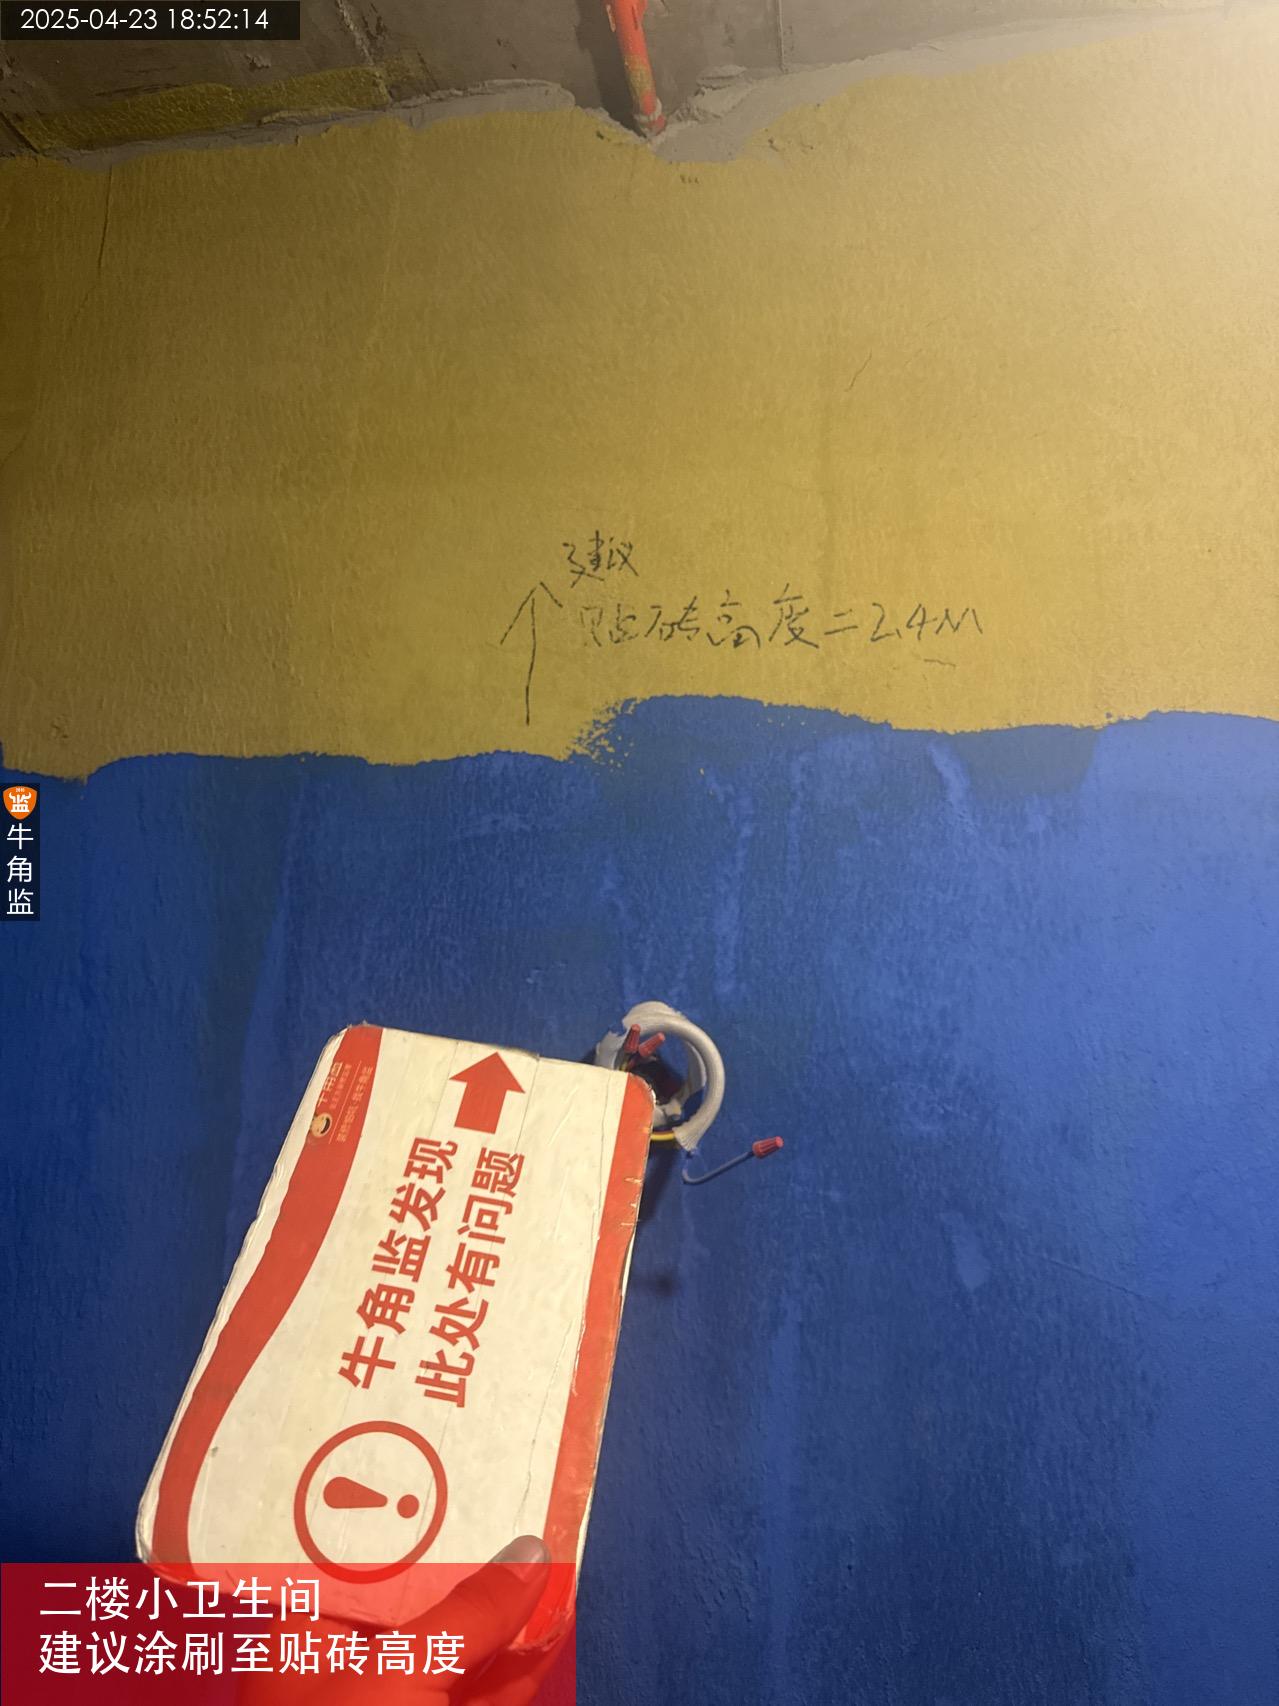 2025-04-23 18:52:14
建议
贴砖高度=2.4M
监
牛角监
牛角监发现
此处有问题
二楼小卫生间
建议涂刷至贴砖高度